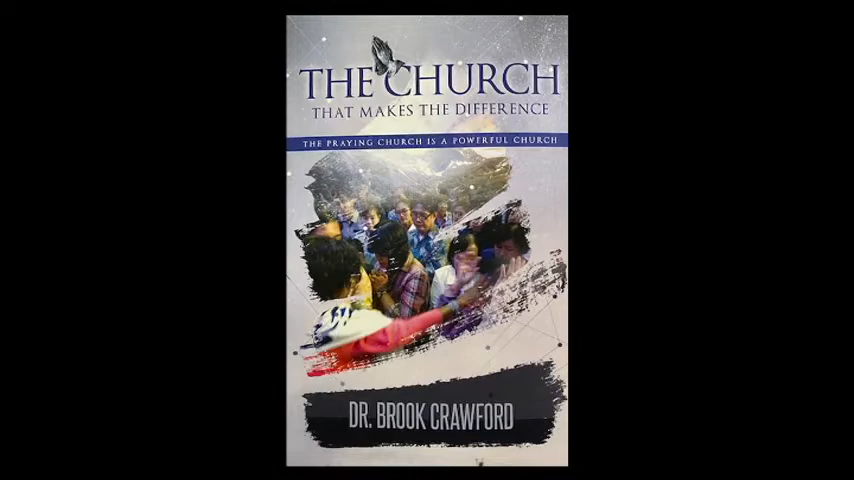 THE CHURCH
THAT MAKES THE DIFFERENCE
THE PRAYING CHURCH IS A POWERFUL CHURCH
DR. BROOK CRAWFORD